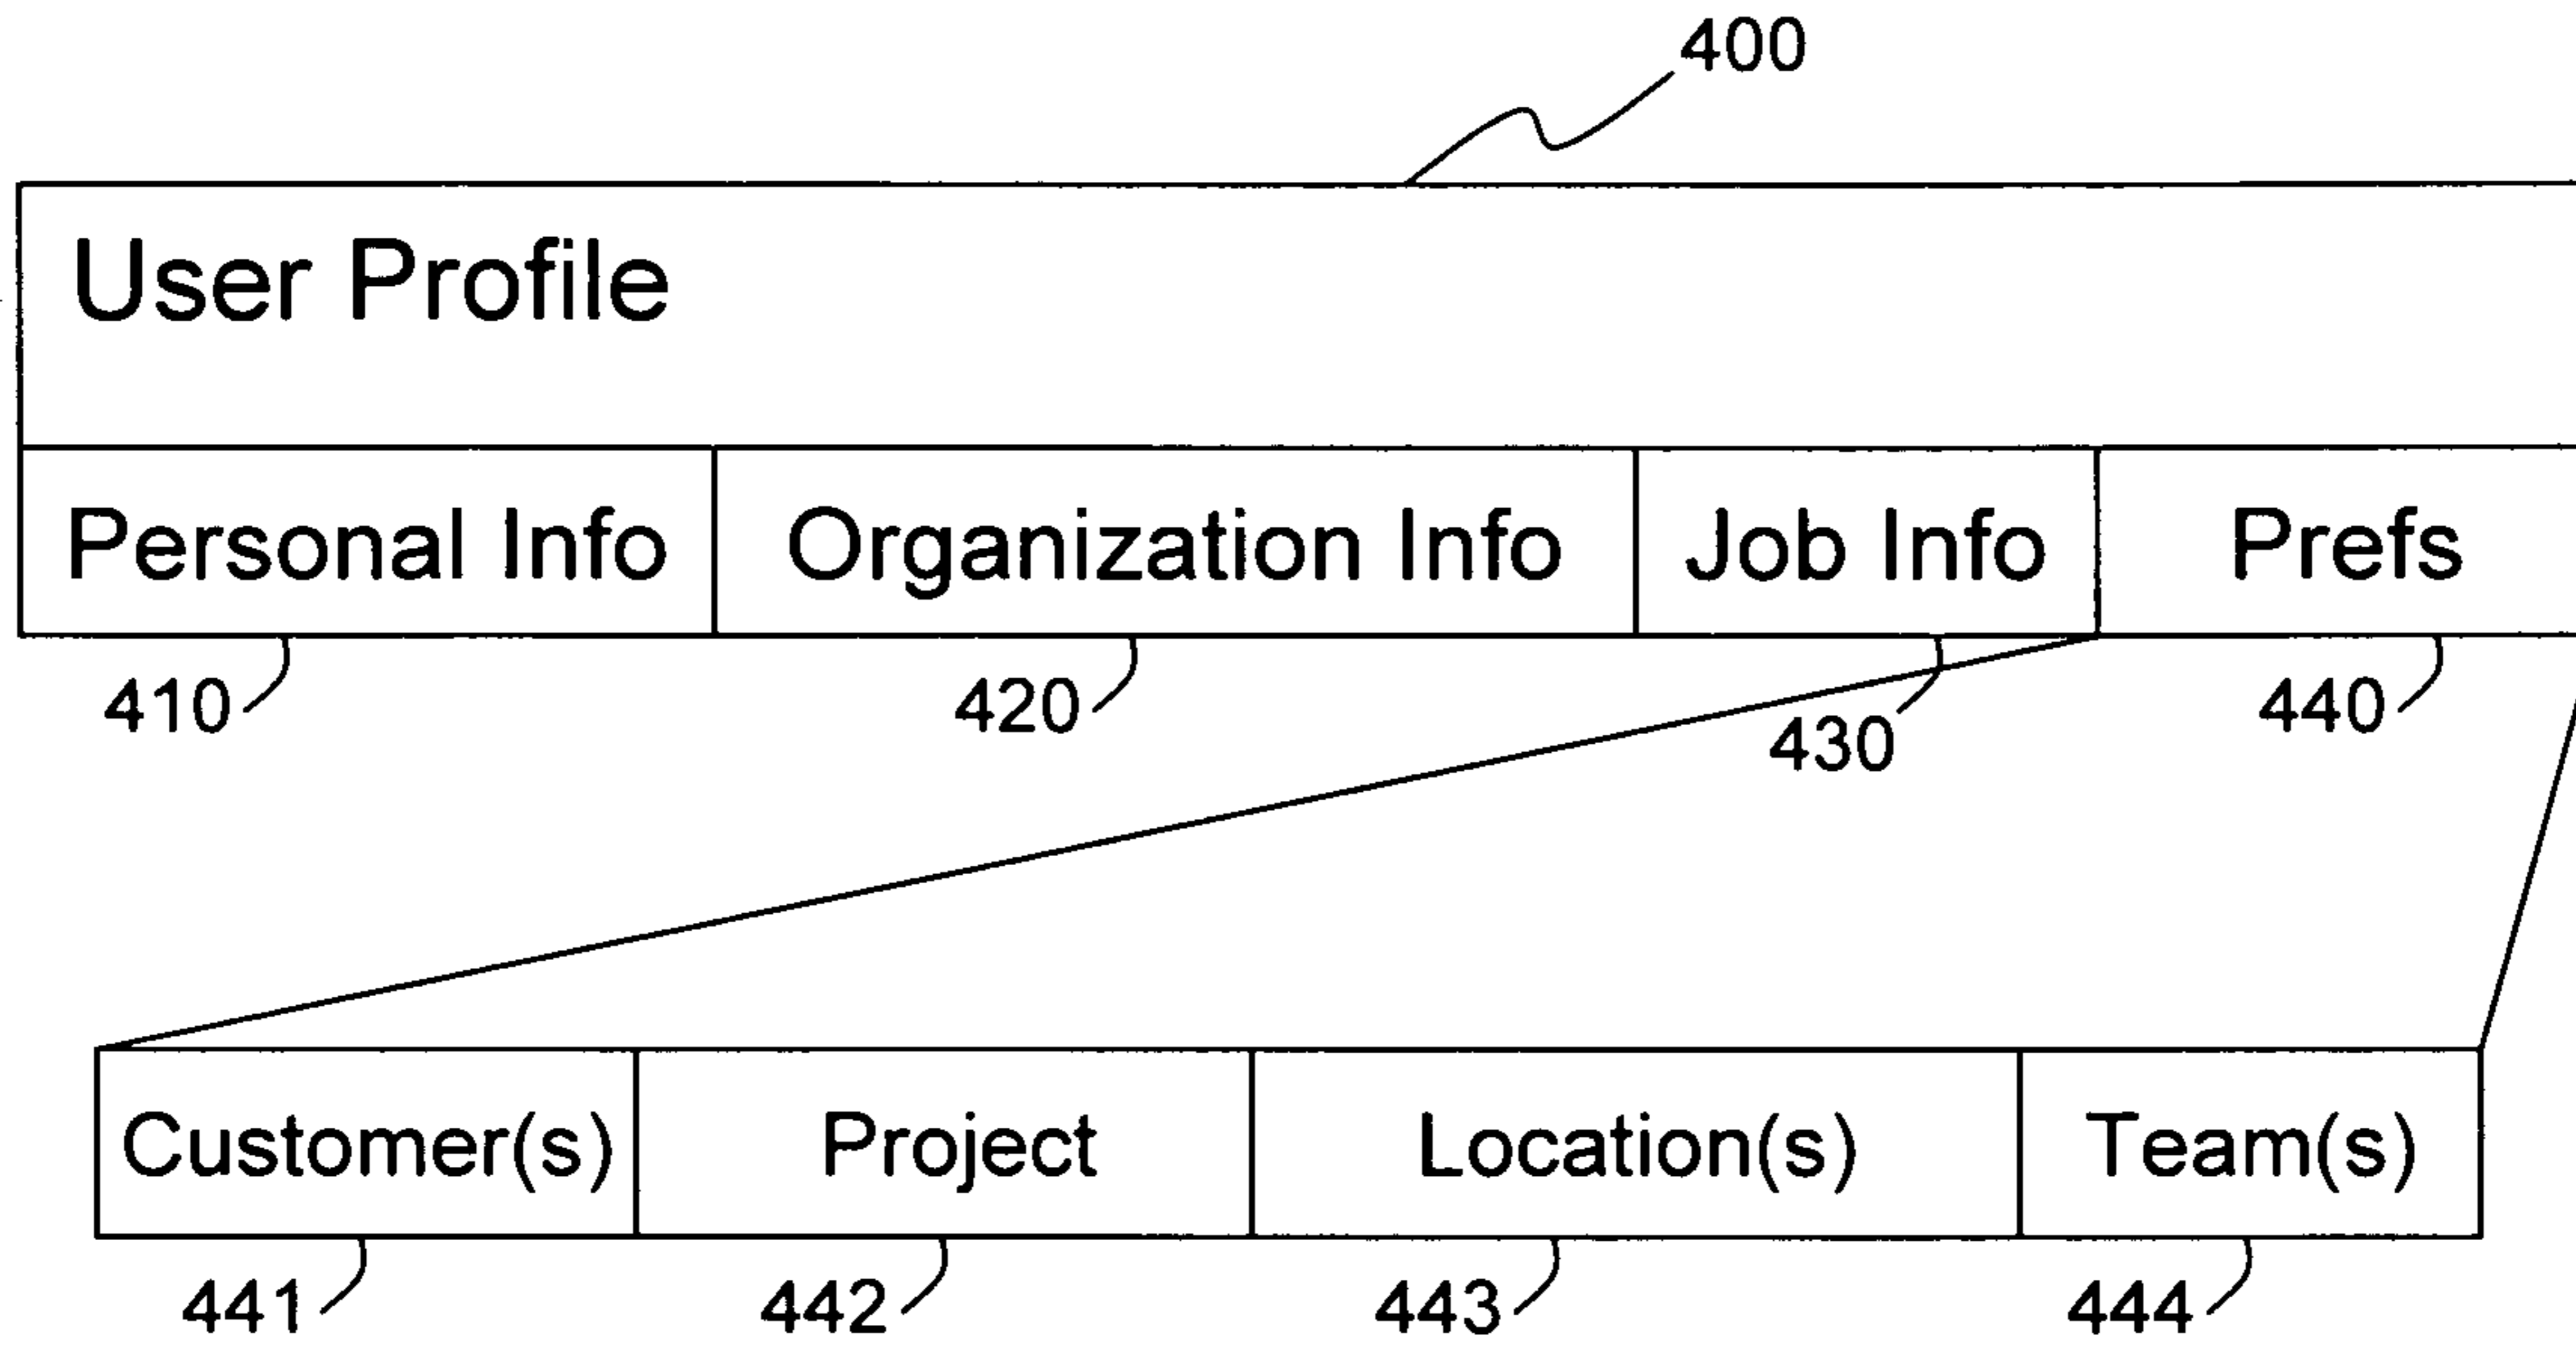 400
User Profile
Personal Info Organization Info Job Info Prefs
410 420 430 440
Customer(s) Project Location(s) Team(s)
441 442 443 444